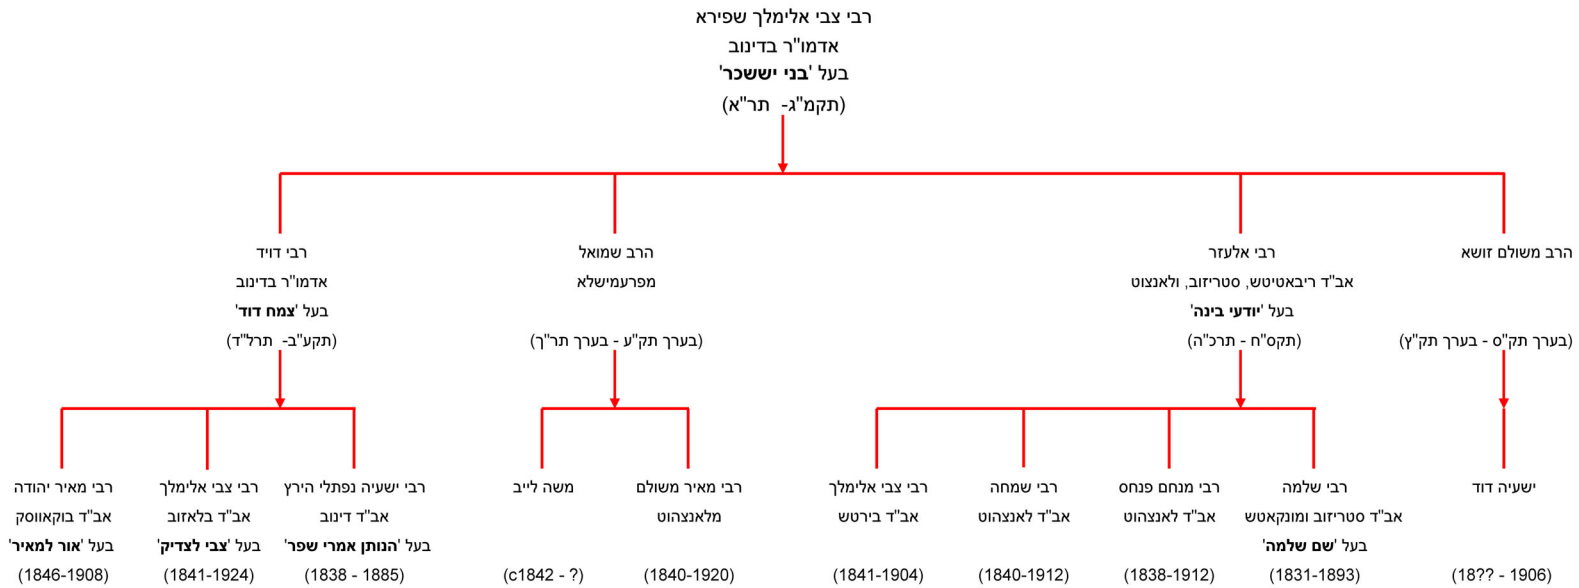 רבי צבי אלימלך שפירא
אדמו"ר בדינוב
בעל 'בני יששכר'
(תקמ"ג- תר"א)
הרב משולם זושא
(בערך תק"ס - בערך תק"ץ)
רבי אלעזר
אב"ד ריבאטיטש, סטריזוב, ולאנצוט
בעל 'יודעי בינה'
(תקס"ח - תרכ"ה)
הרב שמואל
מפרעמישלא
(בערך תק"ע - בערך תר"ך)
רבי דויד
אדמו"ר בדינוב
בעל 'צמח דוד'
(תקע"ב- תרל"ד)
ישעיה דוד
(18?? - 1906)
רבי שלמה
אב"ד סטריזוב ומונקאטש
בעל 'שם שלמה'
(1831-1893)
רבי מנחם פנחס
אב"ד לאנצהוט
(1838-1912)
רבי שמחה
אב"ד לאנצהוט
(1840-1912)
רבי צבי אלימלך
אב"ד בירטש
(1841-1904)
רבי מאיר משולם
מלאנצהוט
(1840-1920)
משה לייב
(c1842 - ?)
רבי ישעיה נפתלי הירץ
אב"ד דינוב
בעל 'הנותן אמרי שפר'
(1838 - 1885)
רבי צבי אלימלך
אב"ד בלאזוב
בעל 'צבי לצדיק'
(1841-1924)
רבי מאיר יהודה
אב"ד בוקאווסק
בעל 'אור למאיר'
(1846-1908)